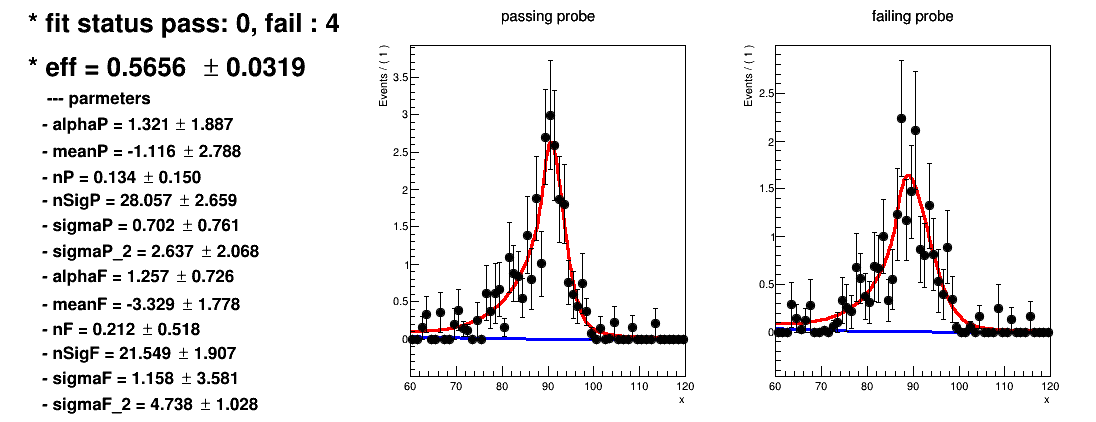 * fit status pass: 0, fail : 4
* eff = 0.5656 ± 0.0319
--- parmeters
- alphaP = 1.321 ± 1.887
- meanP = -1.116 ± 2.788
- nP = 0.134 ± 0.150
- nSigP = 28.057 ± 2.659
- sigmaP = 0.702 ± 0.761
- sigmaP_2 = 2.637 ± 2.068
- alphaF = 1.257 ± 0.726
- meanF = -3.329 ± 1.778
- nF = 0.212 ± 0.518
- nSigF = 21.549 ± 1.907
- sigmaF = 1.158 ± 3.581
- sigmaF_2 = 4.738 ± 1.028
passing probe
Events / ( 1 )
3.5
3
2.5
2
1.5
1
0.5
0
60 70 80 90 100 110 120
x
failing probe
Events / ( 1 )
2.5
2
1.5
1
0.5
0
60 70 80 90 100 110 120
x